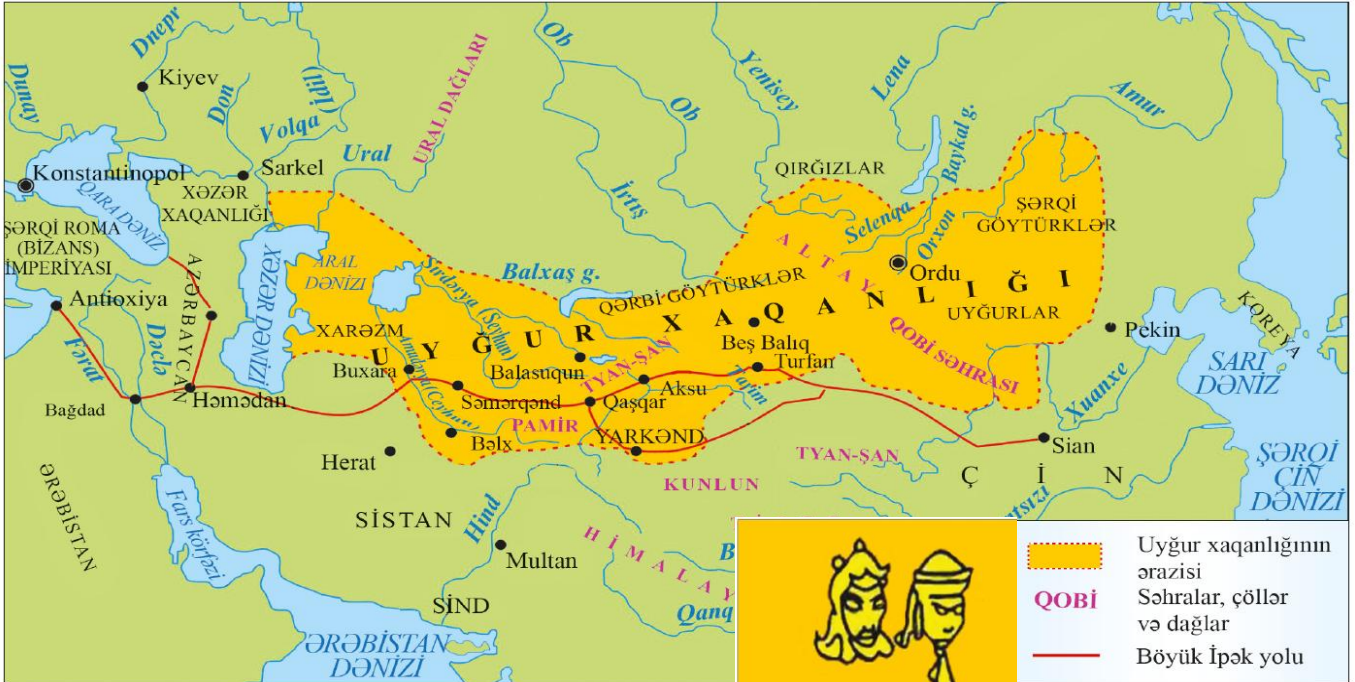 Dunay
Dnepr
Kiyev
Don
Volqa
(İdil)
Sarkel
Ural
URAL DAĞLARI
Ob
Ob
İrtış
Yenisey
Lena
Baykal g.
Amur
Konstantinopol
QARA DƏNİZ
XƏZƏR
XAQANLIĞI
ŞƏRQİ ROMA
(BİZANS)
İMPERİYASI
AZƏRBAYCAN
XƏZƏR DƏNİZİ
ARAL
DƏNİZİ
Sırdərya (Seyhun)
Balxaş g.
QIRĞIZLAR
Selenqa
Orxon
ŞƏRQİ
GÖYTÜRKLƏR
ALTAY
Ordu
QƏRBİ GÖYTÜRKLƏR
UYĞUR XAQANLIĞI
UYĞURLAR
Antioxiya
Fərat
Dəclə
XARƏZM
Amudərya (Ceyhun)
Buxara
Balasuqun
TYAN-ŞAN
Beş Balıq
Turfan
QOBİ SƏHRASI
Pekin
KOREYA
SARI
DƏNİZ
Bağdad
Həmədan
Səmərqənd
Qaşqar
Aksu
Tarim
Xuanxe
PAMİR
Bəlx
YARKƏND
Herat
TYAN-ŞAN
Sian
ŞƏRQİ
ÇİN
DƏNİZİ
ƏRƏBİSTAN
Fars körfəzi
SİSTAN
Hind
KUNLUN
ÇİN
Multan
HİMALAY
SİND
Qanq
ƏRƏBİSTAN
DƏNİZİ
Uyğur xaqanlığının
ərazisi
QOBİ Səhralar, çöllər
və dağlar
Böyük İpək yolu